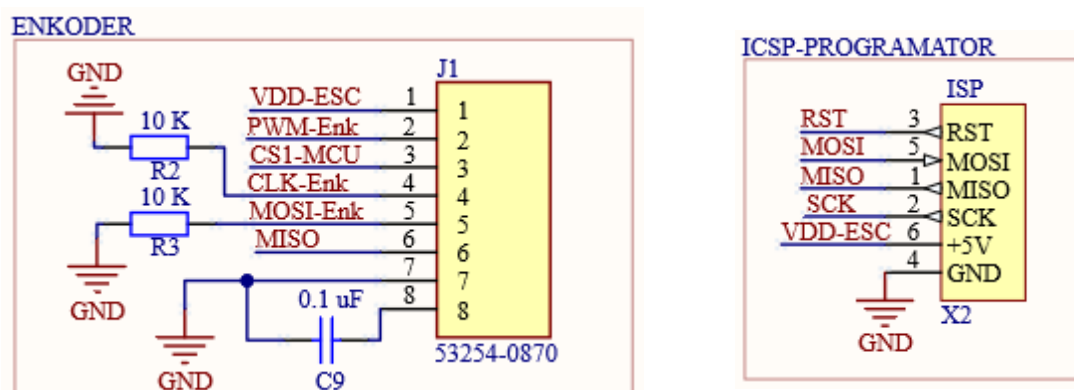 ENKODER
J1
GND
VDD-ESC 1 1
PWM-Enk 2 2
10 K
CS1-MCU 3 3
R2
CLK-Enk 4 4
10 K
MOSI-Enk 5 5
R3
MISO 6 6
7 7
GND
0.1 uF
8 8
GND
C9
53254-0870
ICSP-PROGRAMATOR
ISP
RST 3 RST
MOSI 5 MOSI
MISO 1 MISO
SCK 2 SCK
VDD-ESC 6 +5V
4 GND
GND
X2